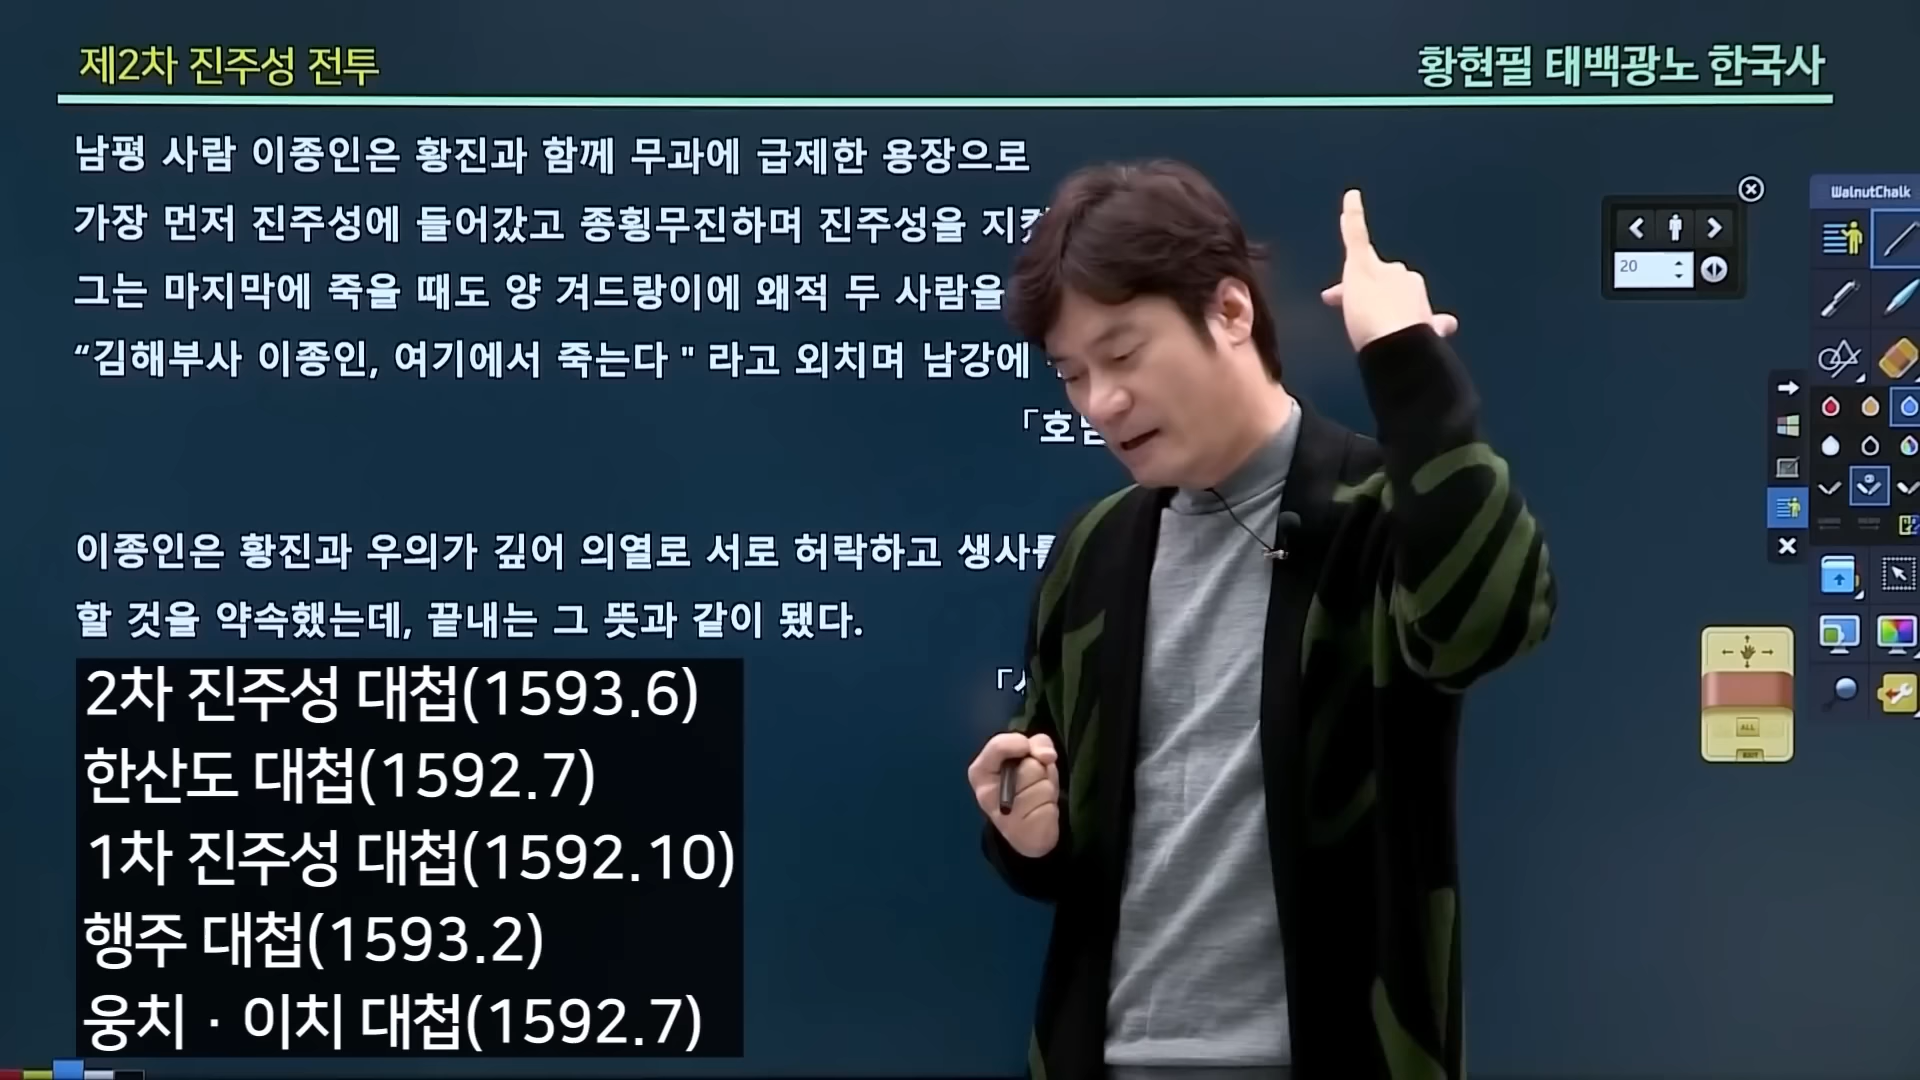 제2차 진주성 전투
황현필 태백광노 한국사
남평 사람 이종인은 황진과 함께 무과에 급제한 용장으로
가장 먼저 진주성에 들어갔고 종횡무진하며 진주성을
그는 마지막에 죽을 때도 양 겨드랑이에 왜적 두 사람을
“김해부사 이종인, 여기에서 죽는다 " 라고 외치며 남강에
이종인은 황진과 우의가 깊어 의열로 서로 허락하고
할 것을 약속했는데, 끝내는 그 뜻과 같이 됐다.
2차 진주성 대첩(1593.6)
한산도 대첩(1592.7)
1차 진주성 대첩(1592.10)
행주 대첩(1593.2)
웅치 · 이치 대첩(1592.7)
WalnutChalk
20
ALL
EXIT